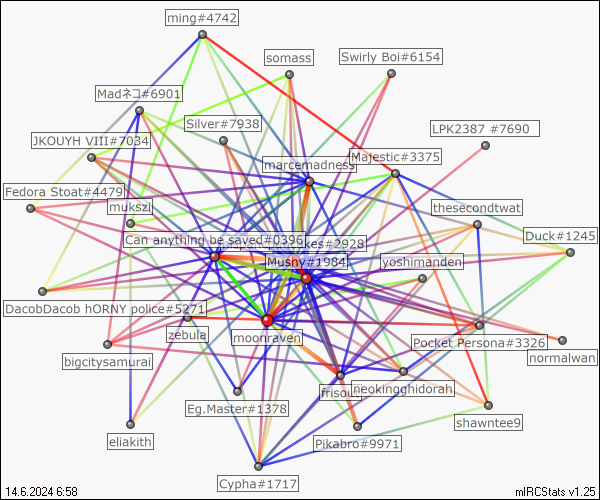 ming#4742
somass
Swirly Boi#6154
Madネコ#6901
Silver#7938
LPK2387 #7690
JKOUYH VIII#7034
marcemadness
Majestic#3375
Fedora Stoat#4479
mukszi
thesecondtwat
Can anything be saved#0396
kes#2928
Duck#1245
Mushy#1984
yoshimanden
DacobDacob hORNY police#5271
zebula
moonraven
Pocket Persona#3326
bigcitysamurai
normalwan
frisout
neokingghidorah
Eg.Master#1378
shawntee9
eliakith
Pikabro#9971
Cypha#1717
14.6.2024 6:58
mIRCStats v1.25